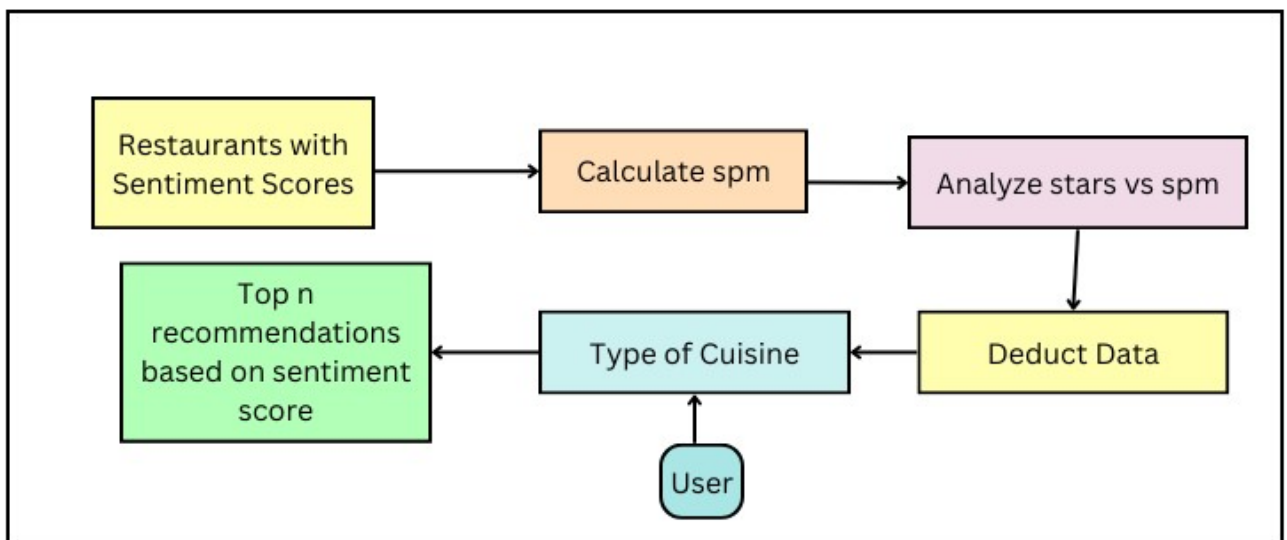 Restaurants with
Sentiment Scores
Calculate spm
Analyze stars vs spm
Top n
recommendations
based on sentiment
score
Type of Cuisine
Deduct Data
User